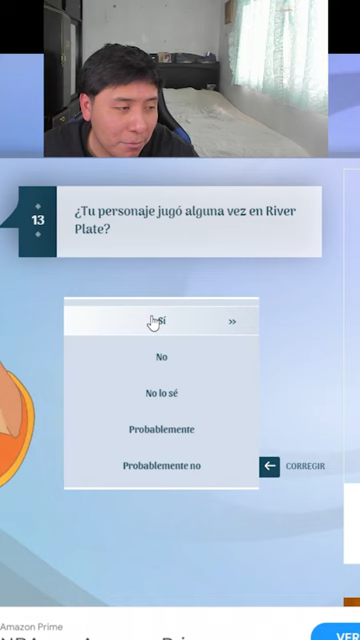 13
¿Tu personaje jugó alguna vez en River
Plate?
Sí
No
No lo sé
Probablemente
Probablemente no
CORREGIR
Amazon Prime